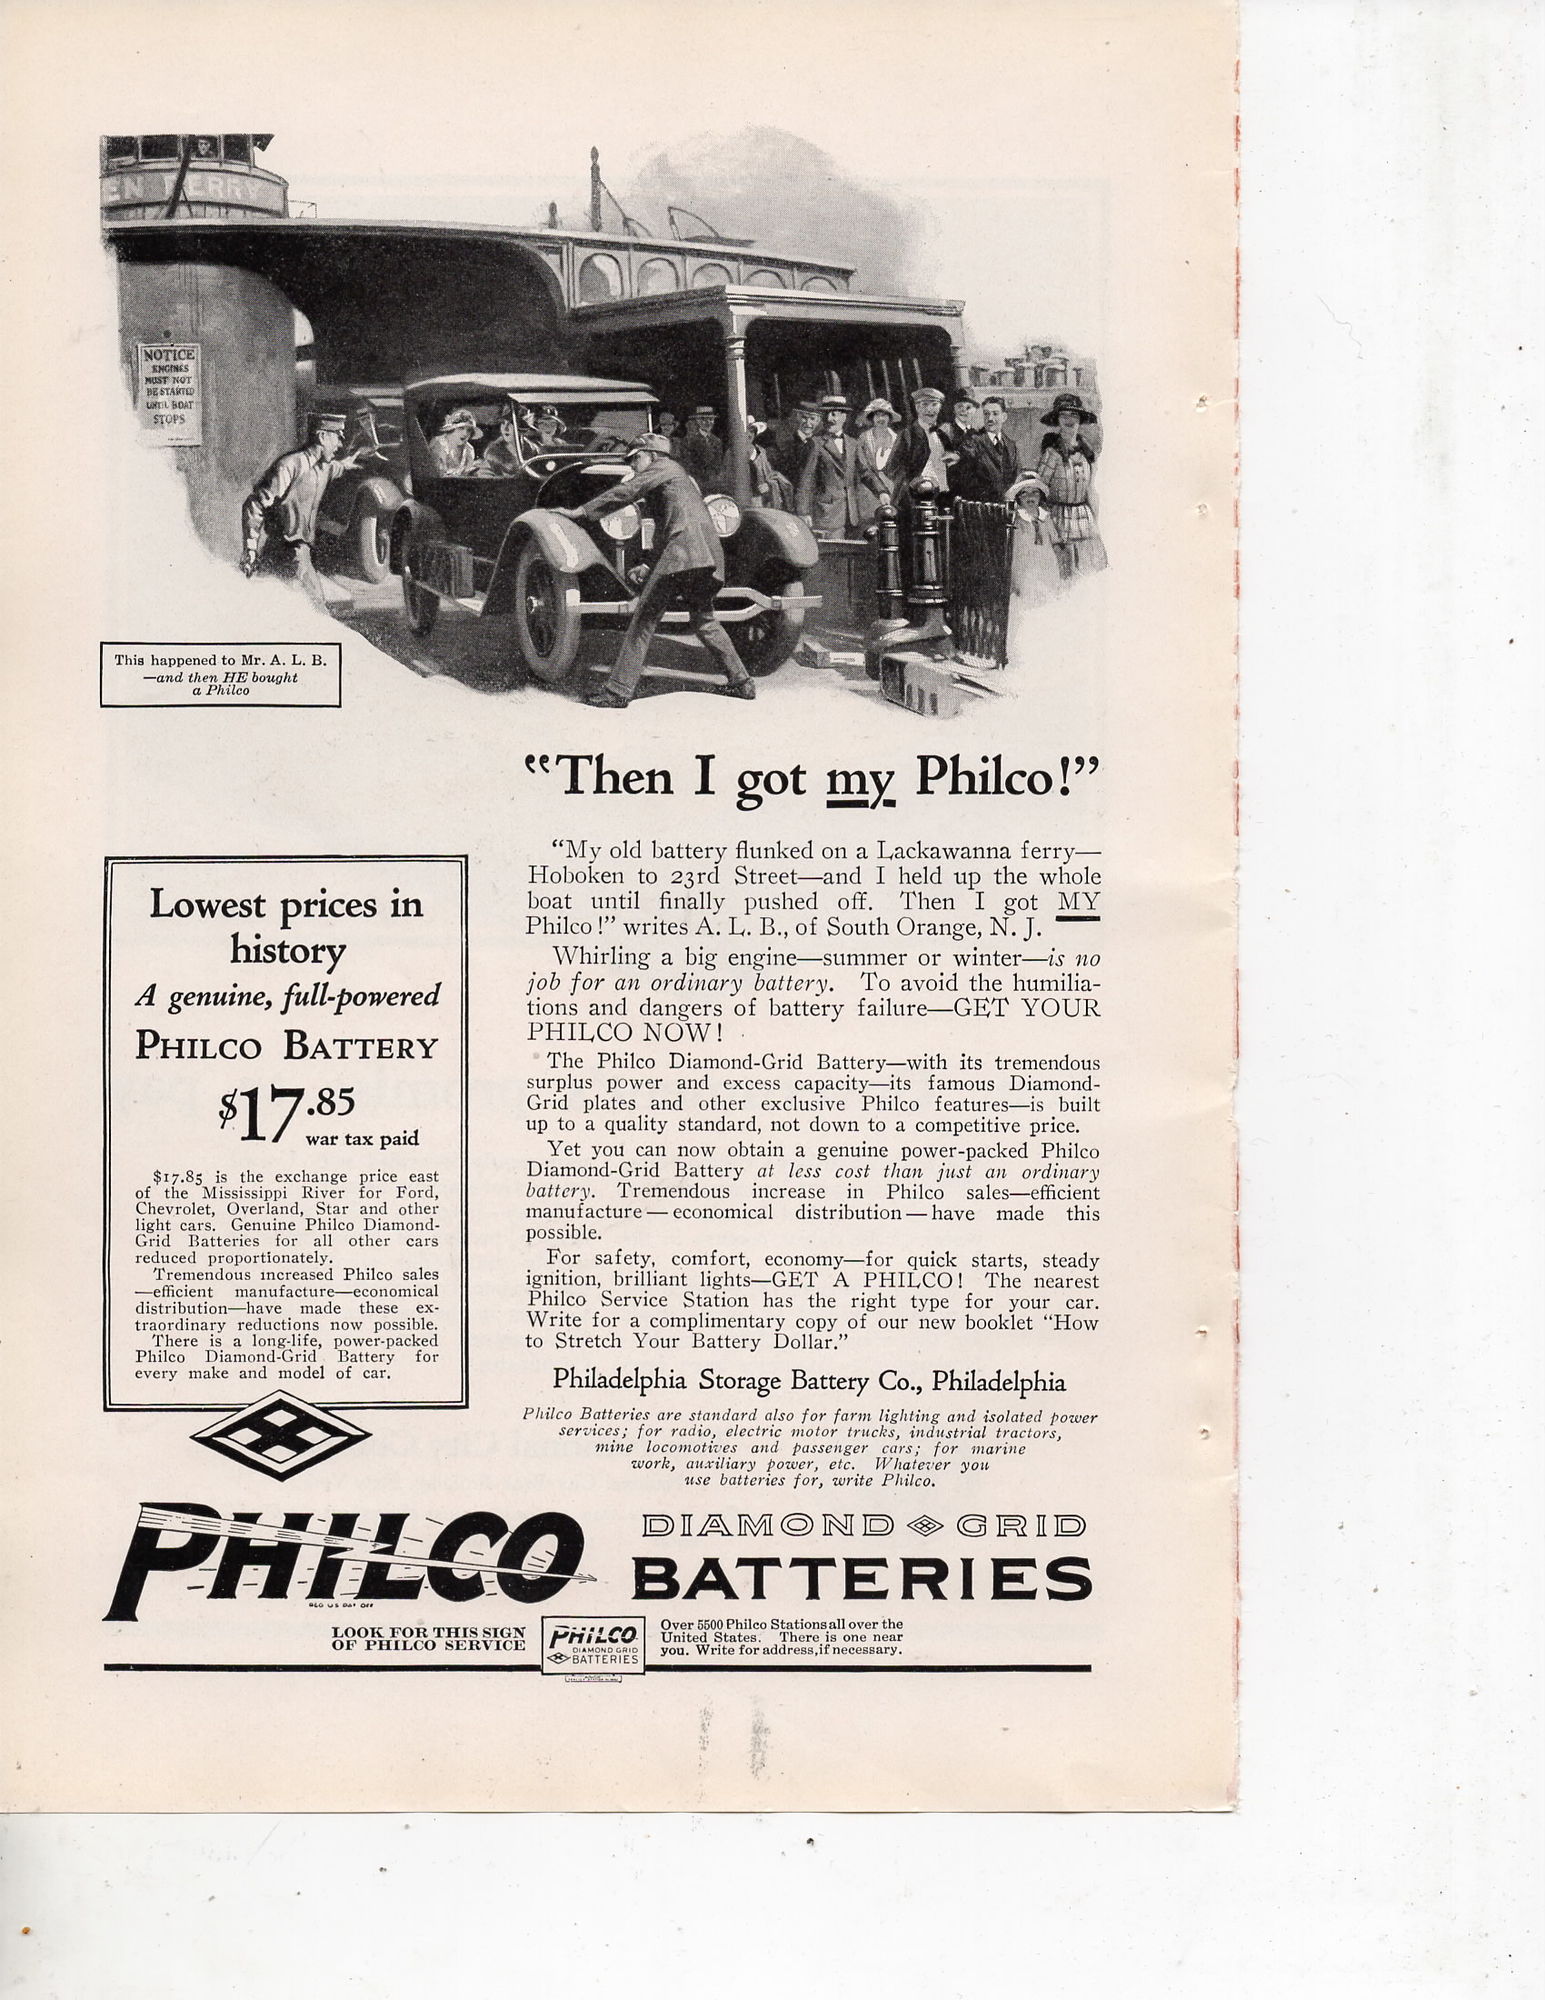 EN FERRY
NOTICE
ENGINES
MUST NOT
BE STARTED
UNTIL BOAT
STOPS
This happened to Mr. A. L. B.
—and then HE bought
a Philco
“Then I got my Philco!”
“My old battery flunked on a Lackawanna ferry—
Hoboken to 23rd Street—and I held up the whole
boat until finally pushed off. Then I got MY
Philco!” writes A. L. B., of South Orange, N. J.
Whirling a big engine—summer or winter—is no
job for an ordinary battery. To avoid the humilia-
tions and dangers of battery failure—GET YOUR
PHILCO NOW!
The Philco Diamond-Grid Battery—with its tremendous
surplus power and excess capacity—its famous Diamond-
Grid plates and other exclusive Philco features—is built
up to a quality standard, not down to a competitive price.
Yet you can now obtain a genuine power-packed Philco
Diamond-Grid Battery at less cost than just an ordinary
battery. Tremendous increase in Philco sales—efficient
manufacture—economical distribution—have made this
possible.
For safety, comfort, economy—for quick starts, steady
ignition, brilliant lights—GET A PHILCO! The nearest
Philco Service Station has the right type for your car.
Write for a complimentary copy of our new booklet “How
to Stretch Your Battery Dollar.”
Philadelphia Storage Battery Co., Philadelphia
Philco Batteries are standard also for farm lighting and isolated power
services; for radio, electric motor trucks, industrial tractors,
mine locomotives and passenger cars; for marine
work, auxiliary power, etc. Whatever you
use batteries for, write Philco.
Lowest prices in
history
A genuine, full-powered
PHILCO BATTERY
$17.85
war tax paid
$17.85 is the exchange price east
of the Mississippi River for Ford,
Chevrolet, Overland, Star and other
light cars. Genuine Philco Diamond-
Grid Batteries for all other cars
reduced proportionately.
Tremendous increased Philco sales
—efficient manufacture—economical
distribution—have made these ex-
traordinary reductions now possible.
There is a long-life, power-packed
Philco Diamond-Grid Battery for
every make and model of car.
PHILCO
REG US PAT OFF
DIAMOND GRID
BATTERIES
LOOK FOR THIS SIGN
OF PHILCO SERVICE
PHILCO
DIAMOND GRID
BATTERIES
Over 5500 Philco Stations all over the
United States. There is one near
you. Write for address, if necessary.